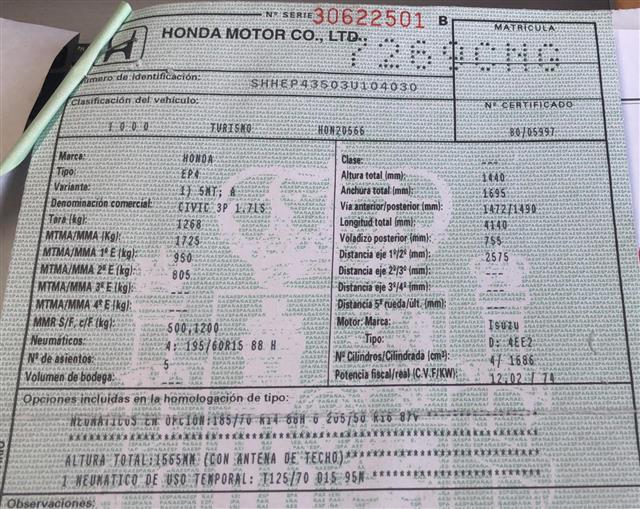 Nº SERIE 30622501 B
MATRÍCULA
HONDA MOTOR CO., LTD.
7269CHG
Número de identificación:
SHHEP43503U104030
Clasificación del vehículo:
Nº CERTIFICADO
1000 TURISMO HON20566 80/05997
Marca: HONDA
Tipo: EP4
Variante: 1) 5MT; A
Denominación comercial: CIVIC 3P 1.7LS
Tara (kg): 1268
MTMA/MMA (Kg): 1725
MTMA/MMA 1º E (kg) 950
MTMA/MMA 2º E (kg) 805
MTMA/MMA 3º E (kg) ---
MTMA/MMA 4º E (kg) ---
MMR S/F, c/F (kg): 500,1200
Neumáticos: 4: 195/60R15 88 H
Nº de asientos: 5
Volumen de bodega: ---
Clase: ---
Altura total (mm): 1440
Anchura total (mm): 1695
Vía anterior/posterior (mm): 1472/1490
Longitud total (mm): 4140
Voladizo posterior (mm): 755
Distancia eje 1º/2º (mm): 2575
Distancia eje 2º/3º (mm): ---
Distancia eje 3º/4º (mm): ---
Distancia 5ª rueda/últ. (mm): ---
Motor: Marca: Isuzu
Tipo: D: 4EE2
Nº Cilindros/Cilindrada (cm³): 4/ 1686
Potencia fiscal/real (C.V.F/KW): 12,02 / 74
Opciones incluidas en la homologación de tipo:
NEUMATICOS EN OPCION:185/70 R14 88H o 205/50 R16 87V ************
****************************************************
ALTURA TOTAL:1565MM (CON ANTENA DE TECHO)*****************
1 NEUMATICO DE USO TEMPORAL: T125/70 D15 95M*************
Observaciones: